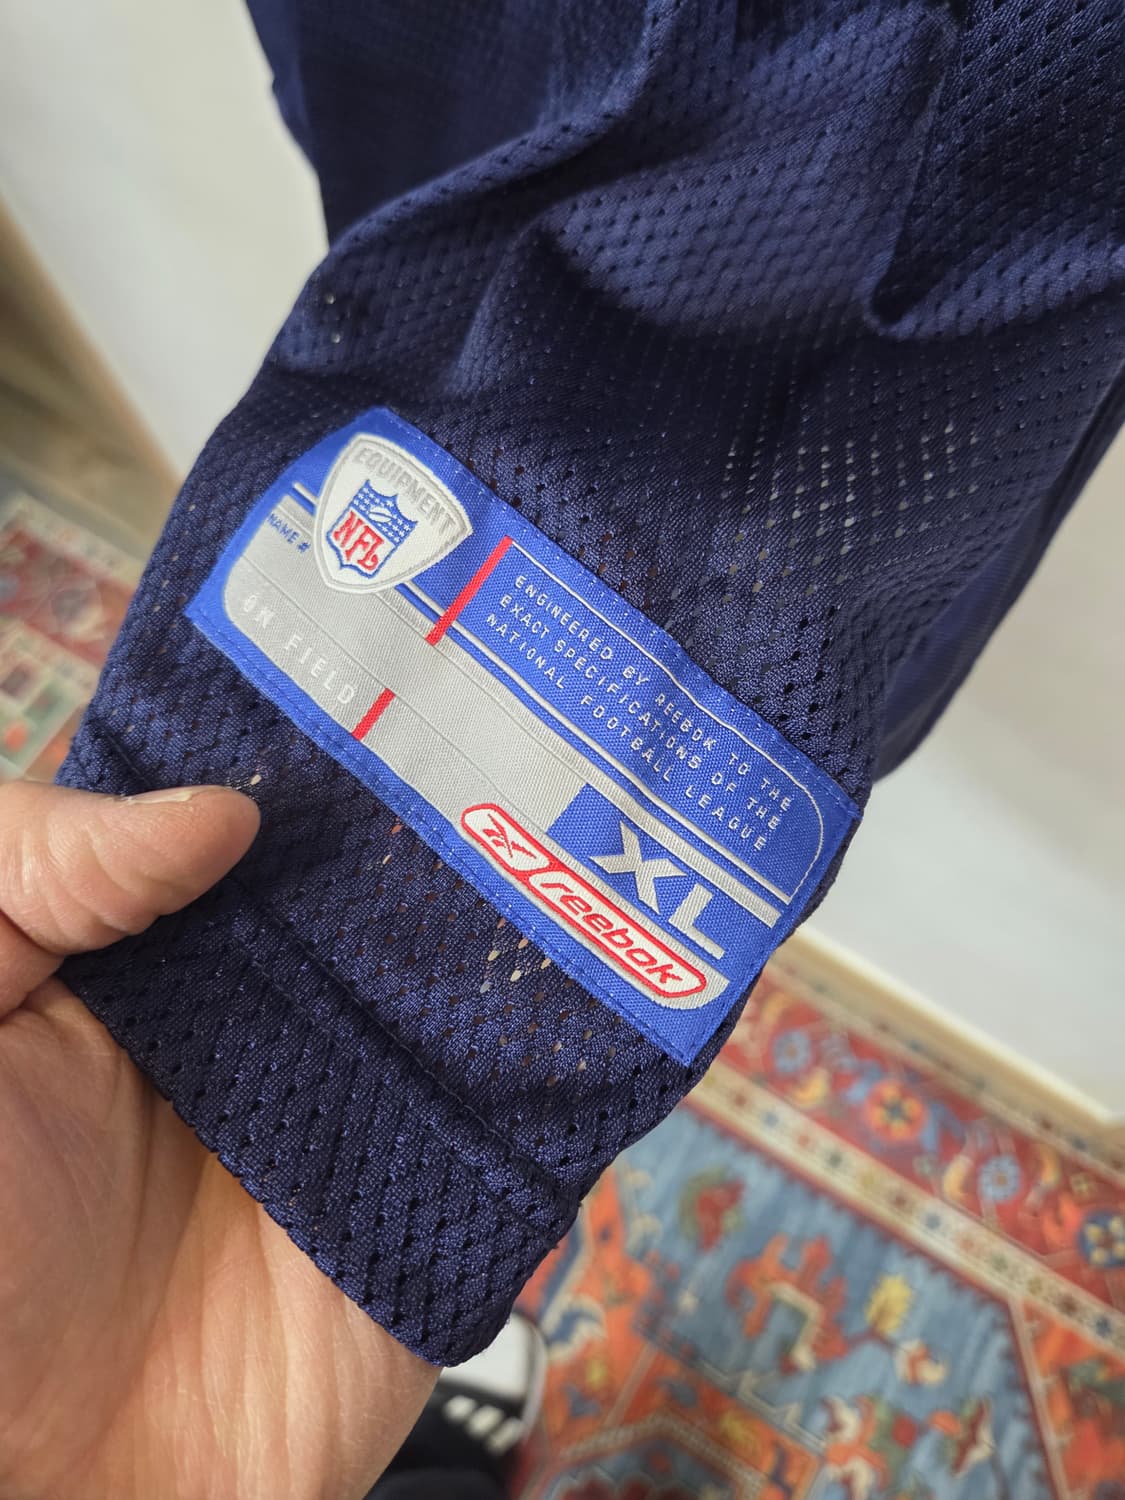 EQUIPMENT
NFL
NAME #
ON FIELD
ENGINEERED BY REEBOK TO THE
EXACT SPECIFICATIONS OF THE
NATIONAL FOOTBALL LEAGUE
XL
reebok